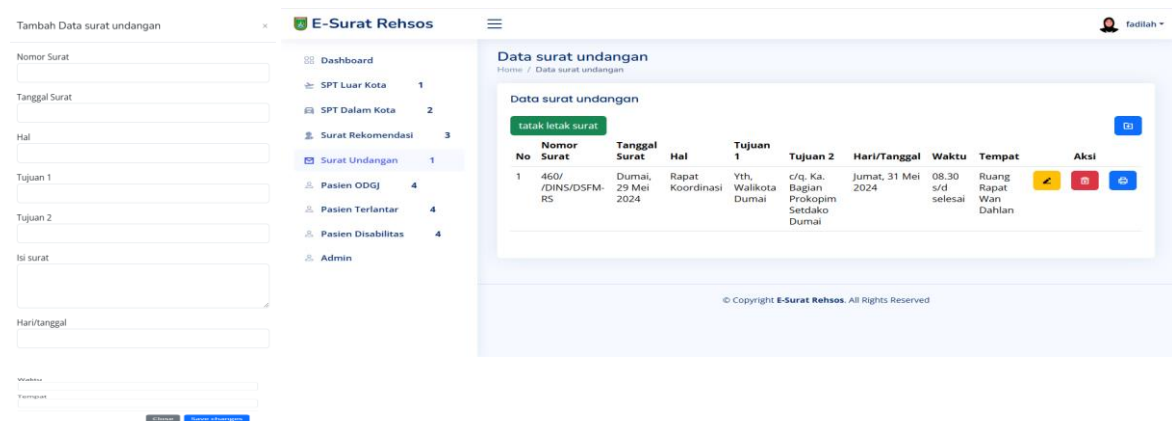 Tambah Data surat undangan ×
Nomor Surat
Tanggal Surat
Hal
Tujuan 1
Tujuan 2
Isi surat
Hari/tanggal
Waktu
Tempat
Close Save changes
E-Surat Rehsos
fadilah
Dashboard
SPT Luar Kota 1
SPT Dalam Kota 2
Surat Rekomendasi 3
Surat Undangan 1
Pasien ODGJ 4
Pasien Terlantar 4
Pasien Disabilitas 4
Admin
Data surat undangan
Home / Data surat undangan
Data surat undangan
tatak letak surat
No Nomor Surat Tanggal Surat Hal Tujuan 1 Tujuan 2 Hari/Tanggal Waktu Tempat Aksi
1 460/ /DINS/DSFM-RS Dumai, 29 Mei 2024 Rapat Koordinasi Yth, Walikota Dumai c/q. Ka. Bagian Prokopim Setdako Dumai Jumat, 31 Mei 2024 08.30 s/d selesai Ruang Rapat Wan Dahlan
© Copyright E-Surat Rehsos. All Rights Reserved